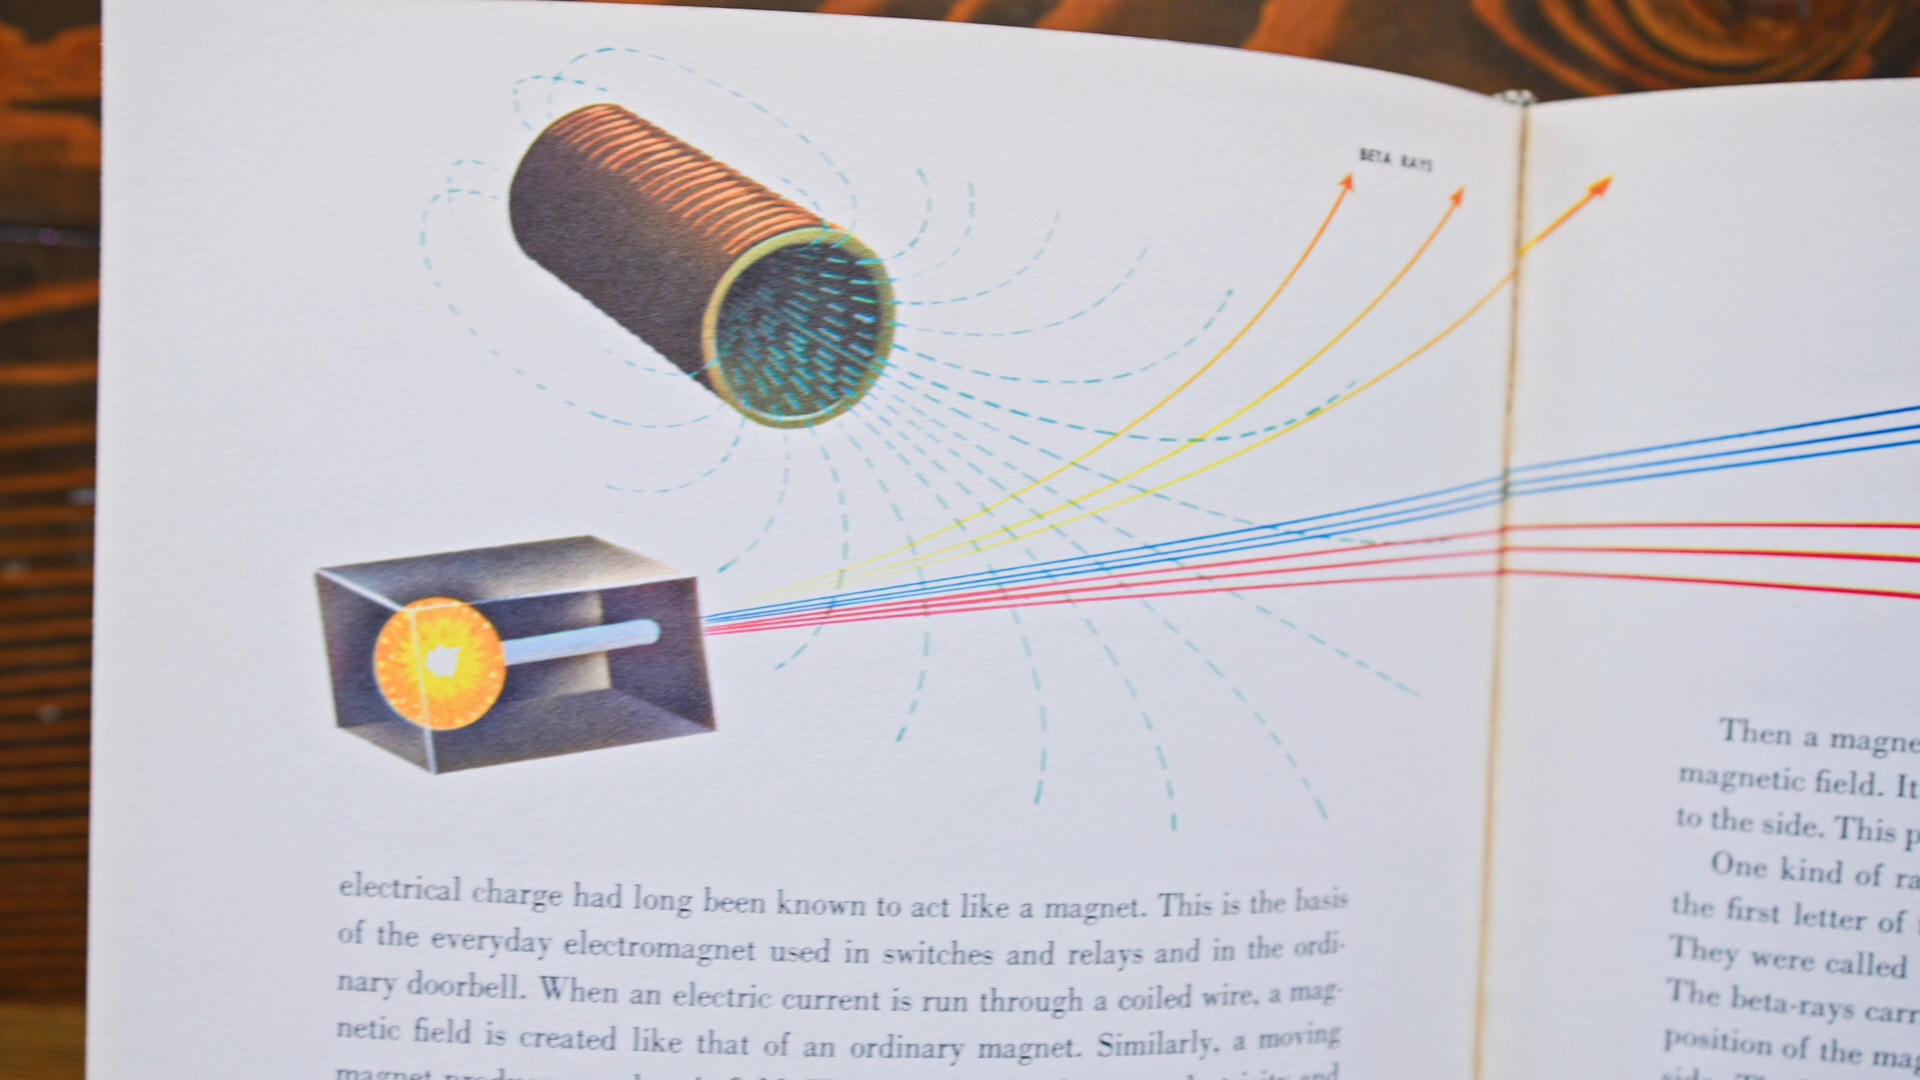 BETA RAYS
electrical charge had long been known to act like a magnet. This is the basis
of the everyday electromagnet used in switches and relays and in the ordi-
nary doorbell. When an electric current is run through a coiled wire, a mag-
netic field is created like that of an ordinary magnet. Similarly, a moving
magnet
and
Then a magne
magnetic field. It
to the side. This p
One kind of ra
the first letter of
They were called
The beta-rays carr
position of the mag